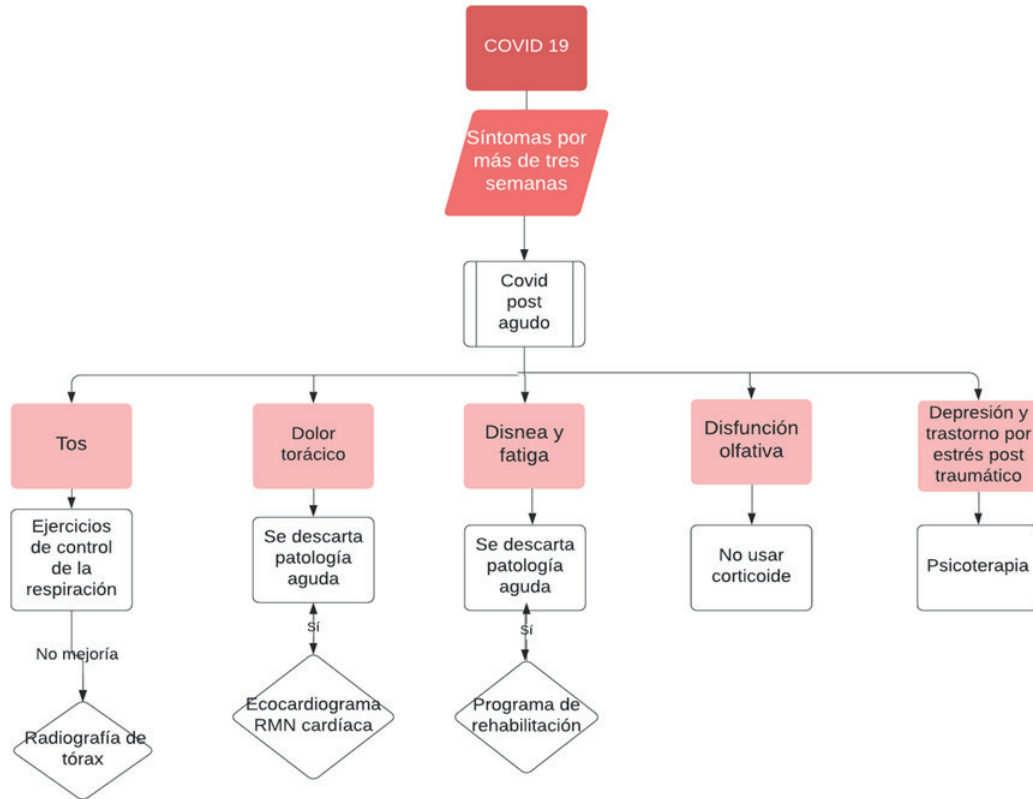 COVID 19
Síntomas por
más de tres
semanas
Covid
post
agudo
Tos
Dolor
torácico
Disnea y
fatiga
Disfunción
olfativa
Depresión y
trastorno por
estrés post
traumático
Ejercicios
de control
de la
respiración
Se descarta
patología
aguda
Se descarta
patología
aguda
No usar
corticoide
Psicoterapia
No mejoría
Sí
Sí
Radiografía de
tórax
Ecocardiograma
RMN cardíaca
Programa de
rehabilitación